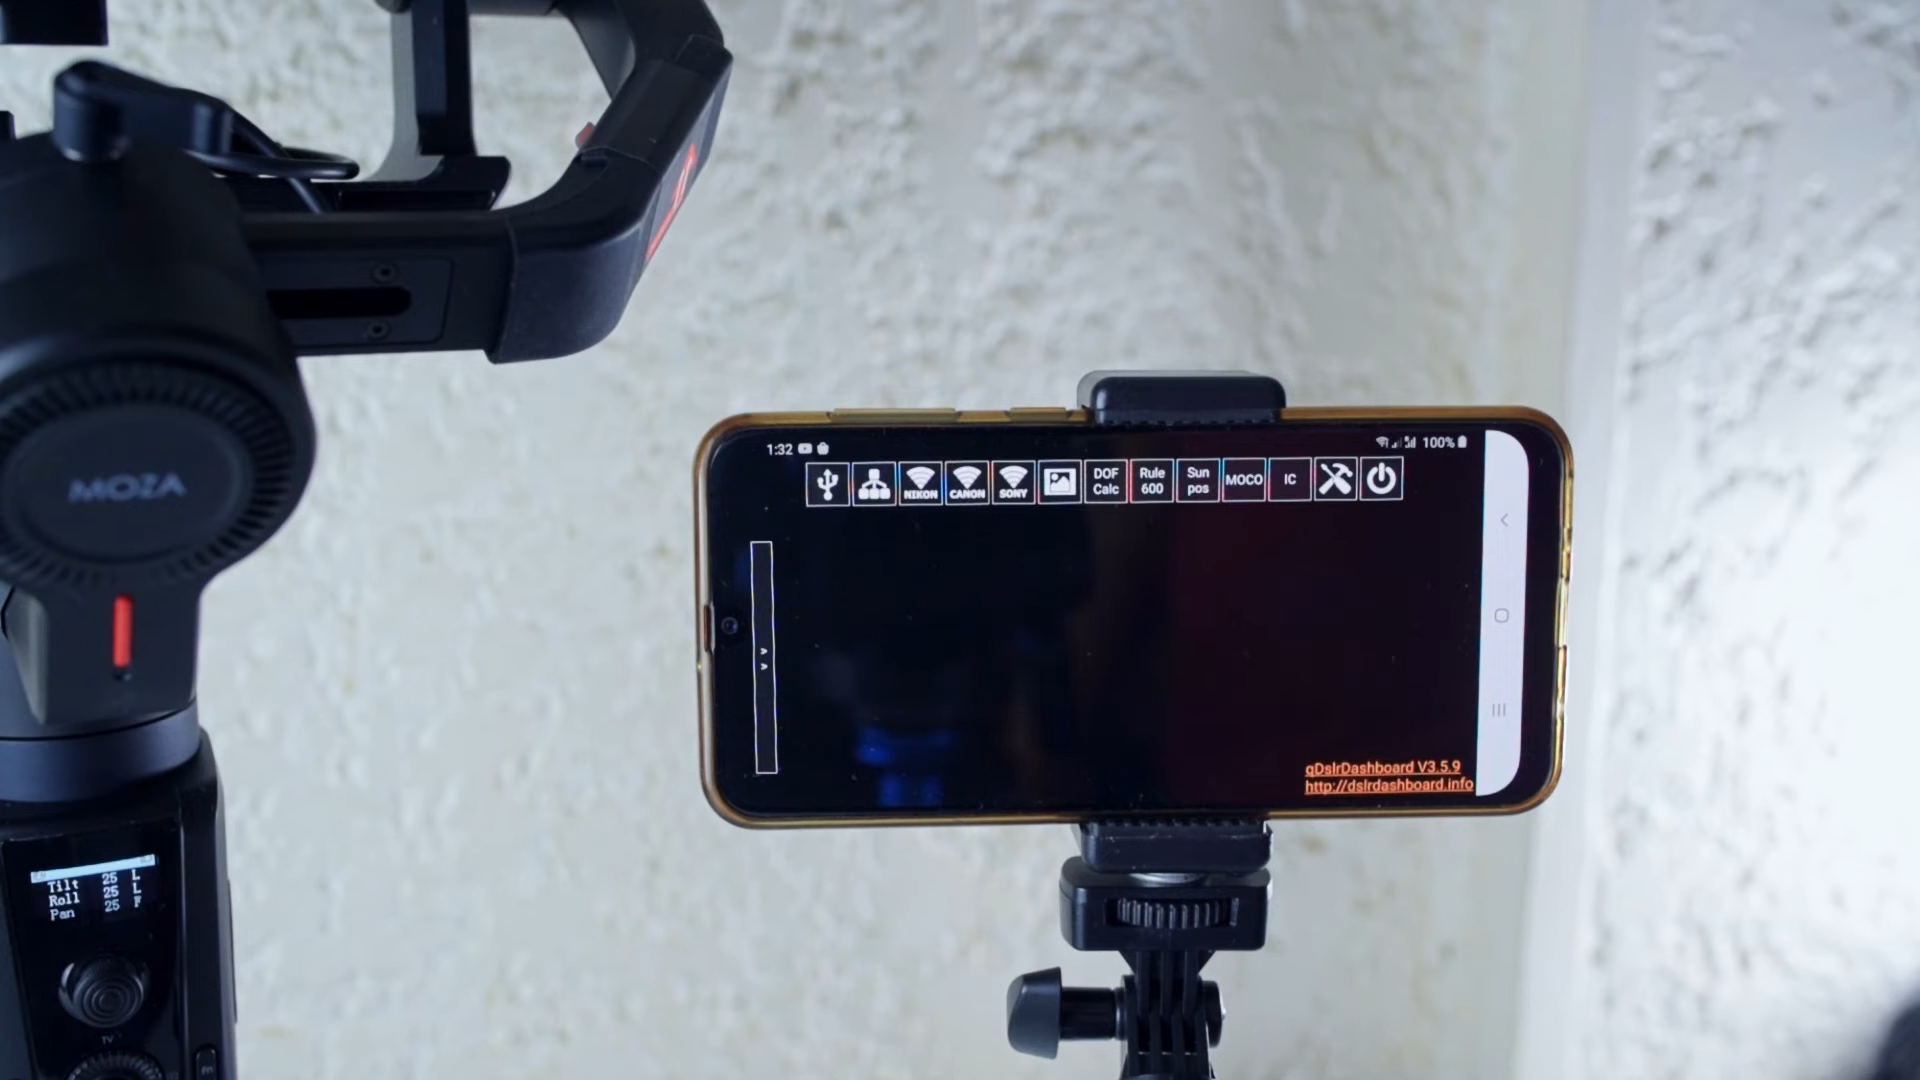 MOZA
1:32
100%
NIKON
CANON
SONY
DOF
Calc
Rule
600
Sun
pos
MOCO
IC
qDslrDashboard V3.5.9
http://dslrdashboard.info
Tilt 25 L
Roll 25 L
Pan 25 F